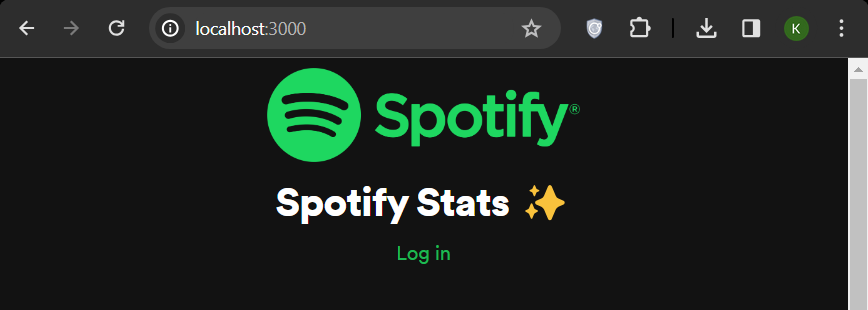 localhost:3000
K
Spotify®
Spotify Stats ✨
Log in